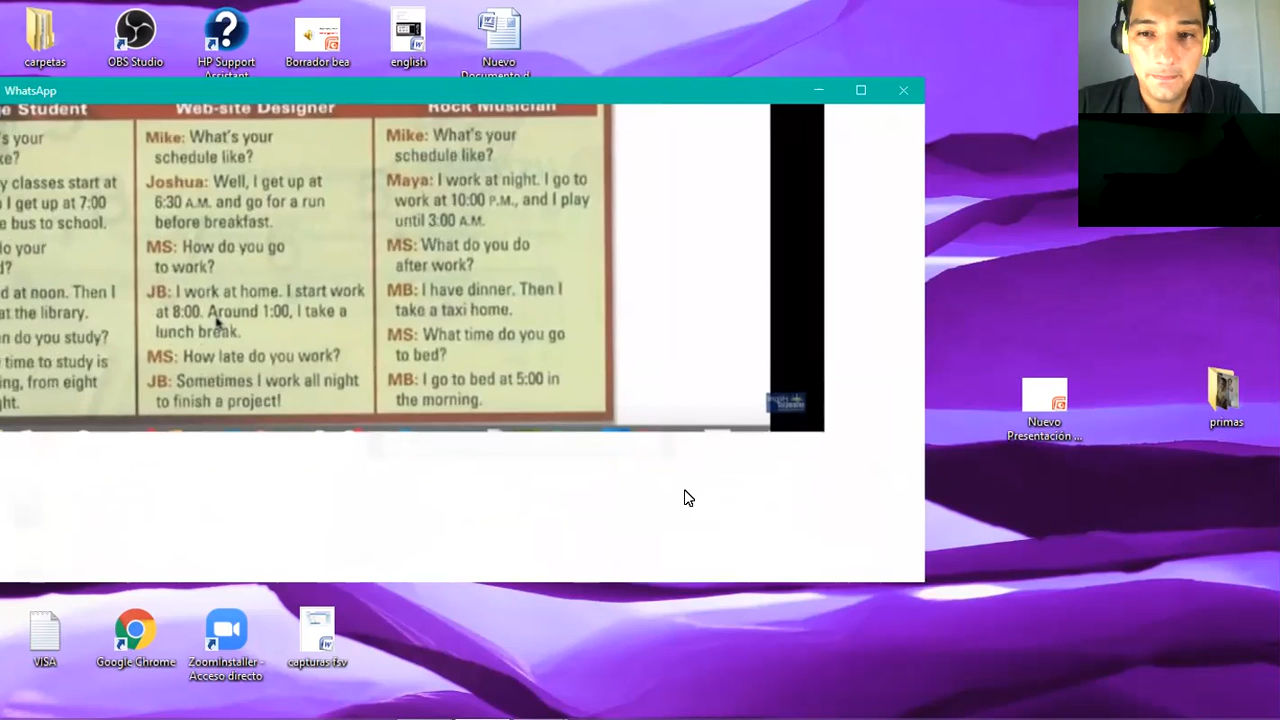 carpetas
OBS Studio
HP Support
Assistant
Borrador bea
english
Nuevo
Documento d
WhatsApp
ge Student
's your
ke?
y classes start at
I get up at 7:00
e bus to school.
do your
d?
d at noon. Then I
at the library.
n do you study?
time to study is
ing, from eight
ght.
Web-site Designer
Mike: What's your
schedule like?
Joshua: Well, I get up at
6:30 A.M. and go for a run
before breakfast.
MS: How do you go
to work?
JB: I work at home. I start work
at 8:00. Around 1:00, I take a
lunch break.
MS: How late do you work?
JB: Sometimes I work all night
to finish a project!
Rock Musician
Mike: What's your
schedule like?
Maya: I work at night. I go to
work at 10:00 P.M., and I play
until 3:00 A.M.
MS: What do you do
after work?
MB: I have dinner. Then I
take a taxi home.
MS: What time do you go
to bed?
MB: I go to bed at 5:00 in
the morning.
Nuevo
Presentación ...
primas
VISA
Google Chrome
Zoominstaller -
Acceso directo
capturas fsv